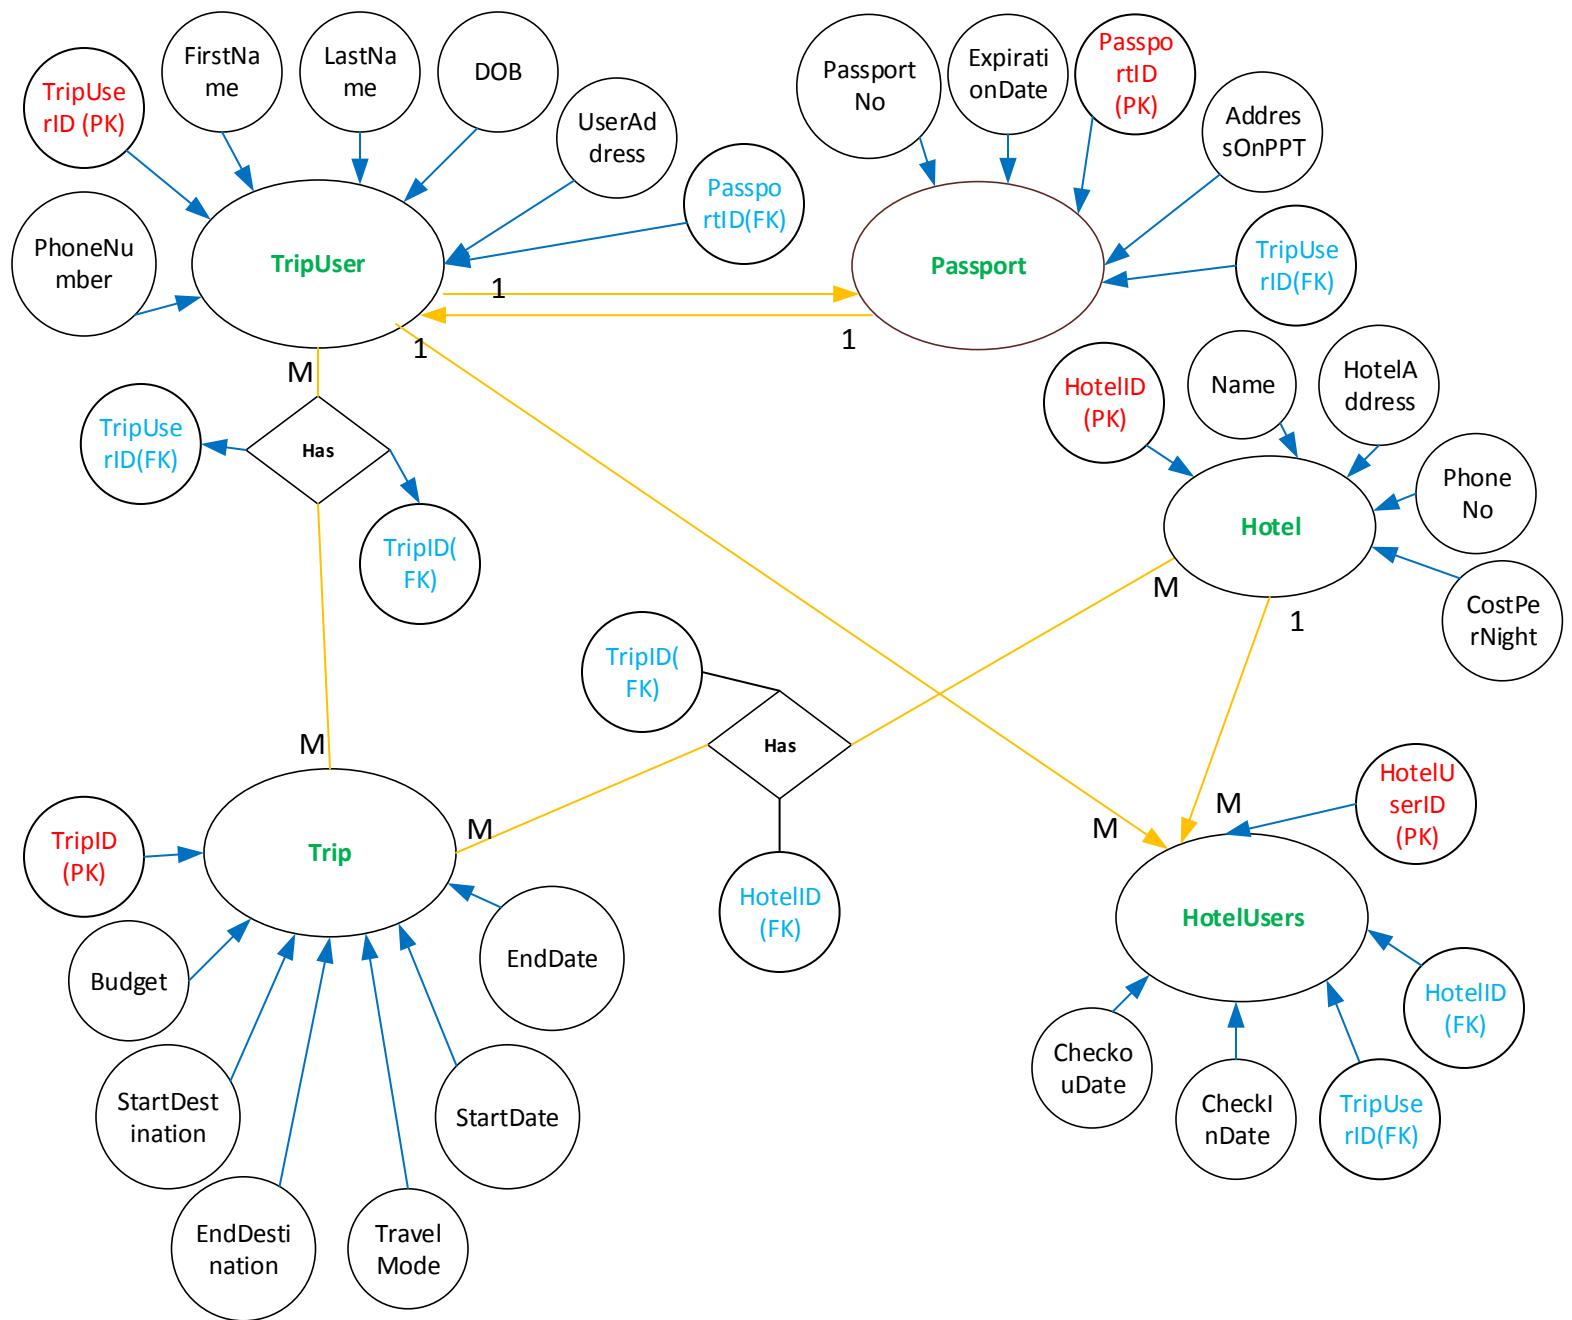 TripUse
rID (PK)
FirstNa
me
LastNa
me
DOB
UserAd
dress
Passpo
rtID(FK)
PhoneNu
mber
TripUser
Passport
No
Expirati
onDate
Passpo
rtID
(PK)
Addres
sOnPPT
TripUse
rID(FK)
Passport
1
1
1
M
TripUse
rID(FK)
Has
TripID(
FK)
HotelID
(PK)
Name
HotelA
ddress
Phone
No
CostPe
rNight
Hotel
M
1
TripID(
FK)
Has
HotelID
(FK)
M
M
M
M
TripID
(PK)
Trip
Budget
StartDest
ination
EndDesti
nation
Travel
Mode
StartDate
EndDate
HotelU
serID
(PK)
HotelUsers
HotelID
(FK)
Checko
uDate
CheckI
nDate
TripUse
rID(FK)